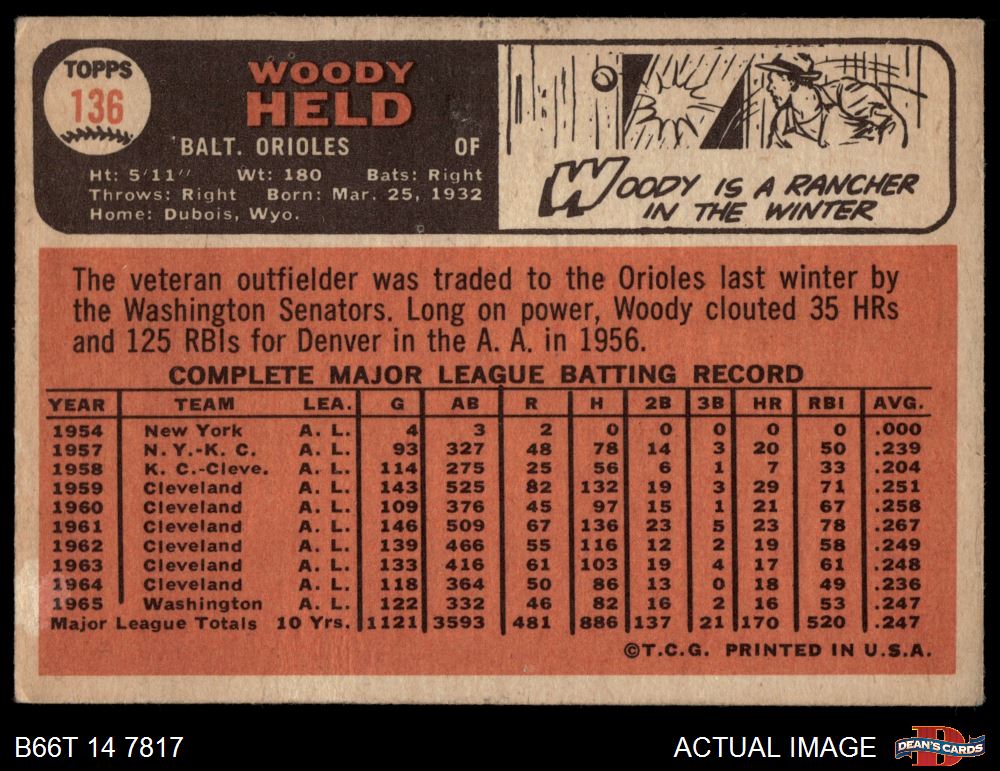 TOPPS
136
WOODY
HELD
BALT. ORIOLES OF
Ht: 5'11" Wt: 180 Bats: Right
Throws: Right Born: Mar. 25, 1932
Home: Dubois, Wyo.
WOODY IS A RANCHER
IN THE WINTER
The veteran outfielder was traded to the Orioles last winter by
the Washington Senators. Long on power, Woody clouted 35 HRs
and 125 RBIs for Denver in the A. A. in 1956.
COMPLETE MAJOR LEAGUE BATTING RECORD
YEAR TEAM LEA. G AB R H 2B 3B HR RBI AVG.
1954 New York A. L. 4 3 2 0 0 0 0 0 .000
1957 N.Y.-K. C. A. L. 93 327 48 78 14 3 20 50 .239
1958 K. C.-Cleve. A. L. 114 275 25 56 6 1 7 33 .204
1959 Cleveland A. L. 143 525 82 132 19 3 29 71 .251
1960 Cleveland A. L. 109 376 45 97 15 1 21 67 .258
1961 Cleveland A. L. 146 509 67 136 23 5 23 78 .267
1962 Cleveland A. L. 139 466 55 116 12 2 19 58 .249
1963 Cleveland A. L. 133 416 61 103 19 4 17 61 .248
1964 Cleveland A. L. 118 364 50 86 13 0 18 49 .236
1965 Washington A. L. 122 332 46 82 16 2 16 53 .247
Major League Totals 10 Yrs. 1121 3593 481 886 137 21 170 520 .247
©T.C.G. PRINTED IN U.S.A.
B66T 14 7817
ACTUAL IMAGE
DEAN'S CARDS